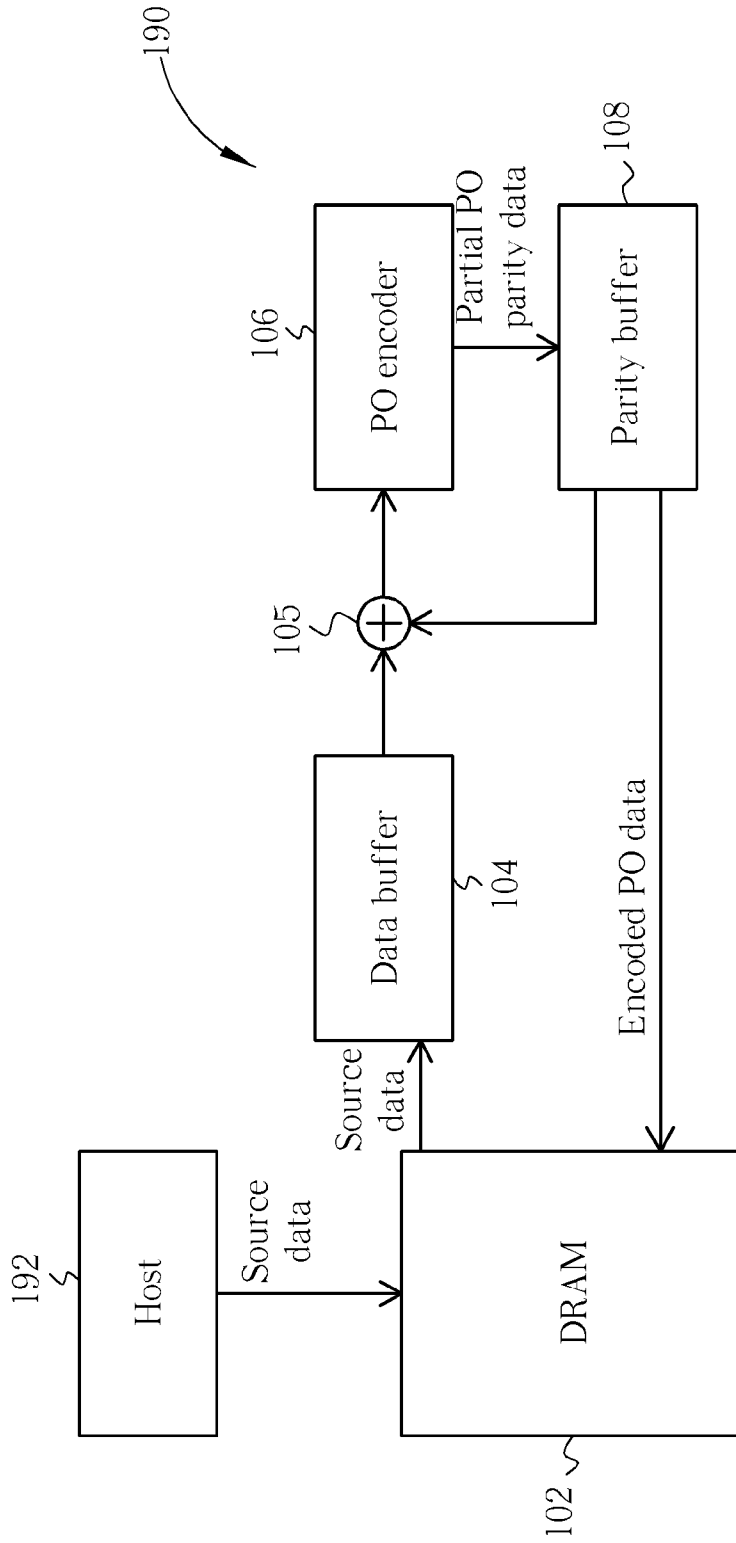 190
192
Host
Source
data
DRAM
102
Source
data
Data buffer
104
105
106
PO encoder
Partial PO
parity data
Parity buffer
108
Encoded PO data